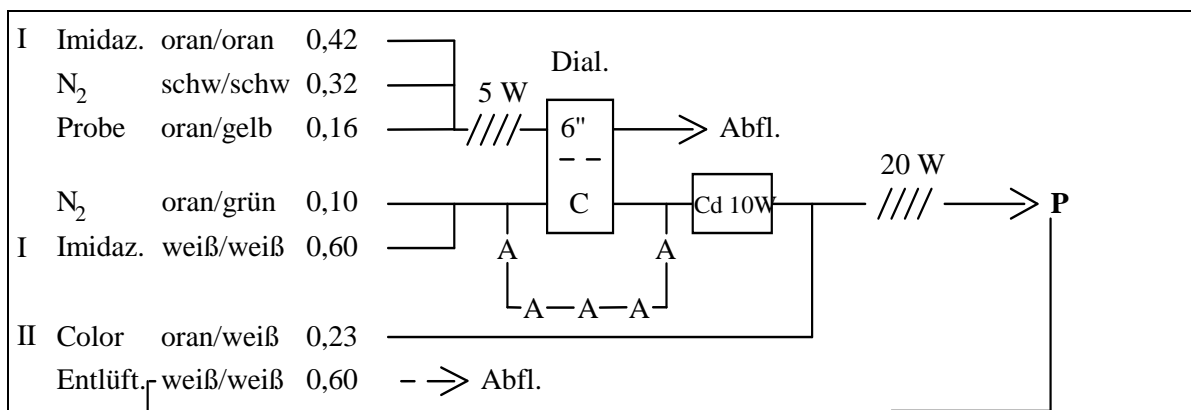 I Imidaz. oran/oran 0,42
Dial.
N2 schw/schw 0,32
5 W
Probe oran/gelb 0,16
6"
Abfl.
20 W
N2 oran/grün 0,10
C
Cd 10W
P
I Imidaz. weiß/weiß 0,60
A A
A A A
II Color oran/weiß 0,23
Entlüft. weiß/weiß 0,60 Abfl.